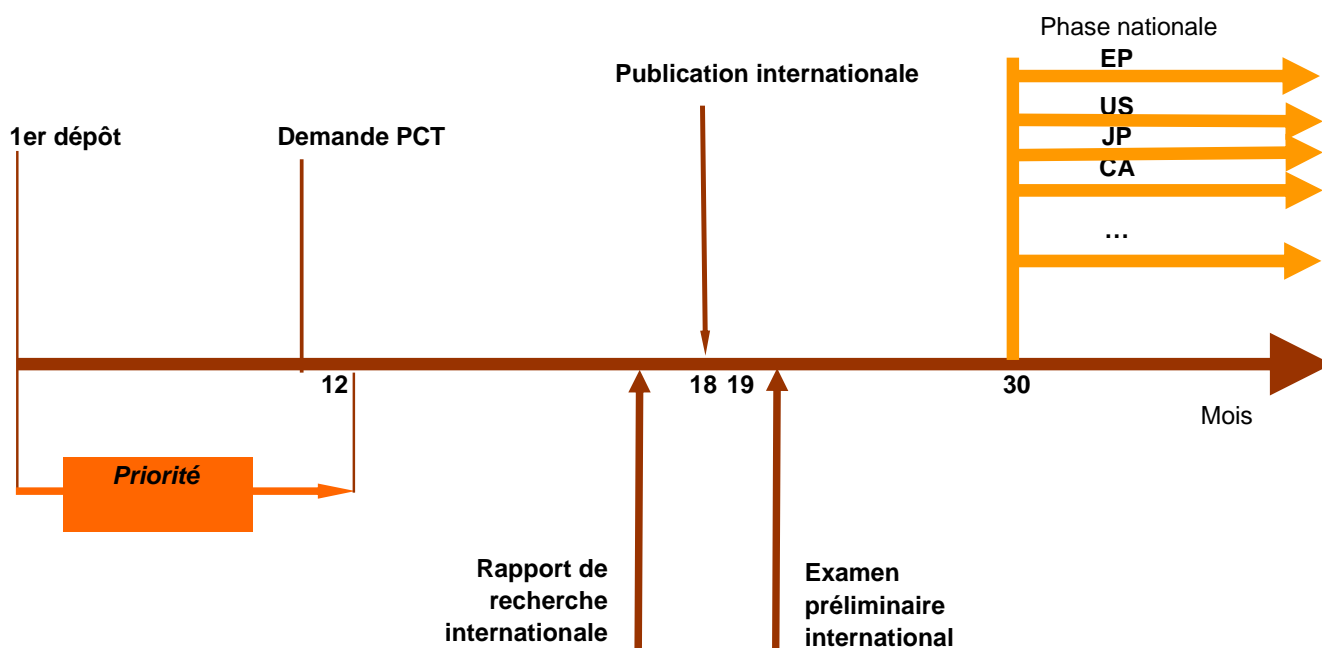 Phase nationale
EP
Publication internationale
US
1er dépôt
Demande PCT
JP
CA
…
12
18
19
30
Mois
Priorité
Rapport de
recherche
internationale
Examen
préliminaire
international